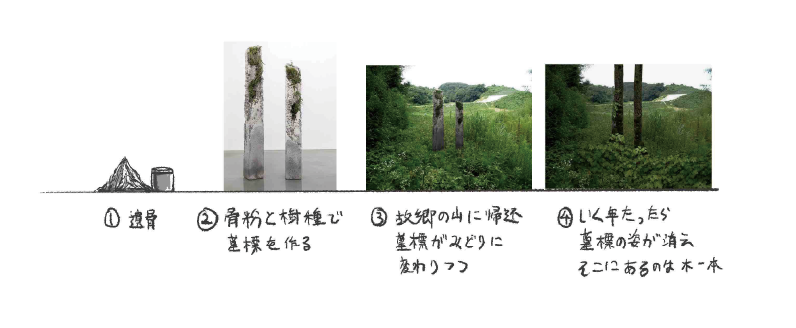 ① 遺骨
② 骨粉と樹種で
墓標を作る
③ 故郷の山に帰还
墓標がみどりに
変わりつつ
④ いく年たったら
墓標の姿が消云
そこにあるのは木一本